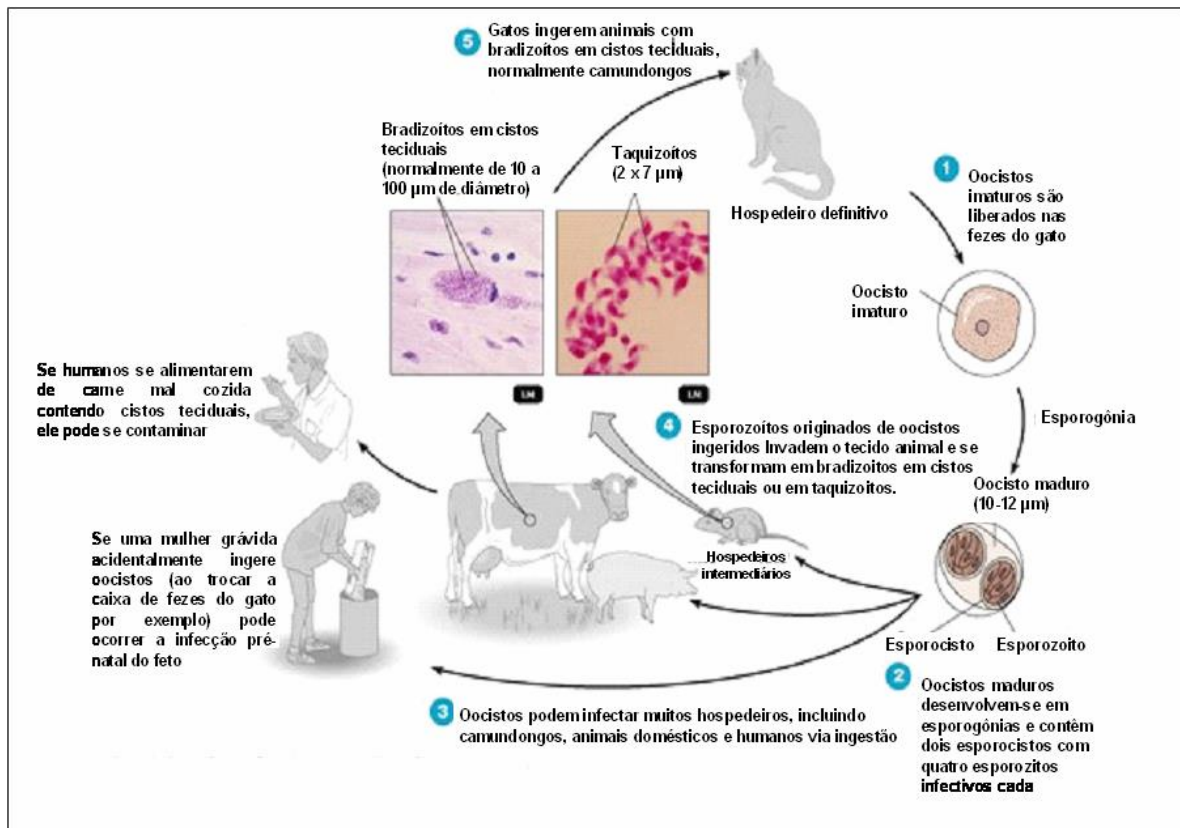 5 Gatos ingerem animais com
bradizoítos em cistos teciduais,
normalmente camundongos
Bradizoítos em cistos
teciduais
(normalmente de 10 a
100 µm de diâmetro)
Taquizoítos
(2 x 7 µm)
Hospedeiro definitivo
1 Oocistos
imaturos são
liberados nas
fezes do gato
Oocisto
imaturo
LM
LM
Esporogônia
Oocisto maduro
(10-12 µm)
Se humanos se alimentarem
de carne mal cozida
contendo cistos teciduais,
ele pode se contaminar
4 Esporozoítos originados de oocistos
ingeridos Invadem o tecido animal e se
transformam em bradizoitos em cistos
teciduais ou em taquizoitos.
Hospedeiros
intermediários
Se uma mulher grávida
acidentalmente ingere
oocistos (ao trocar a
caixa de fezes do gato
por exemplo) pode
ocorrer a infecção pré-
natal do feto
Esporocisto
Esporozoito
3 Oocistos podem infectar muitos hospedeiros, incluindo
camundongos, animais domésticos e humanos via ingestão
2 Oocistos maduros
desenvolvem-se em
esporogônias e contêm
dois esporocistos com
quatro esporozitos
infectivos cada